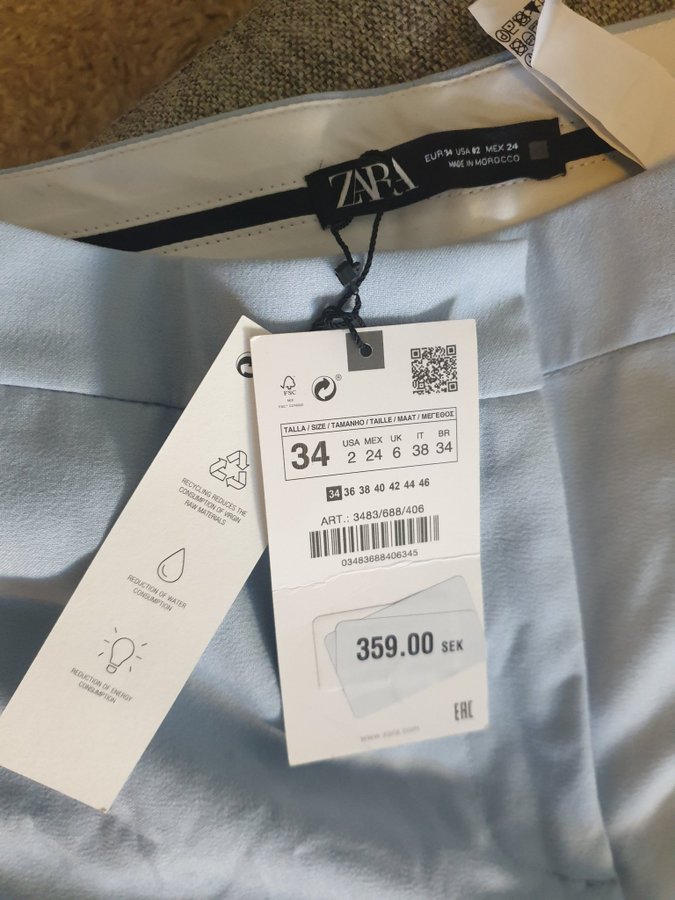 ZARA
EUR 34 USA 02 MEX 24
MADE IN MOROCCO
FSC
MIX
®
TALLA / SIZE / TAMANHO / TAILLE / MAAT / ΜΕΓΕΘΟΣ
34
USA MEX UK IT BR
2 24 6 38 34
34 36 38 40 42 44 46
ART.: 3483/688/406
03483688406345
359.00 SEK
EAC
www.zara.com
RECYCLING REDUCES THE
CONSUMPTION OF VIRGIN
RAW MATERIALS
REDUCTION OF WATER
CONSUMPTION
REDUCTION OF ENERGY
CONSUMPTION